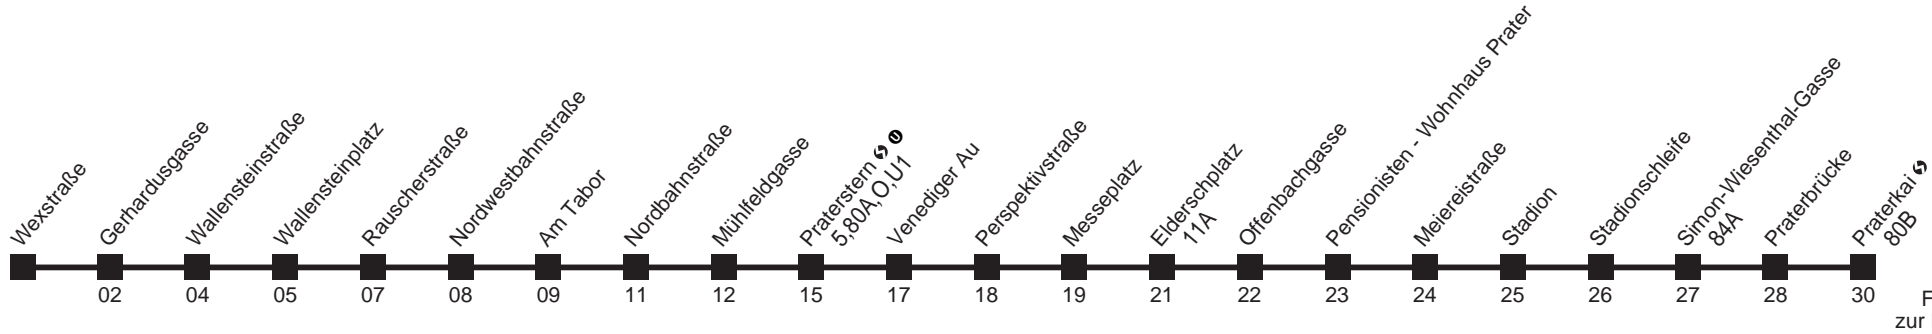 Wexstraße
Gerhardusgasse
Wallensteinstraße
Wallensteinplatz
Rauscherstraße
Nordwestbahnstraße
Am Tabor
Nordbahnstraße
Mühlfeldgasse
Praterstern S U
5,80A,O,U1
Venediger Au
Perspektivstraße
Messeplatz
Elderschplatz
11A
Offenbachgasse
Pensionisten - Wohnhaus Prater
Meiereistraße
Stadion
Stadionschleife
Simon-Wiesenthal-Gasse
84A
Praterbrücke
Praterkai S
80B
02 04 05 07 08 09 11 12 15 17 18 19 21 22 23 24 25 26 27 28 30
F
zur